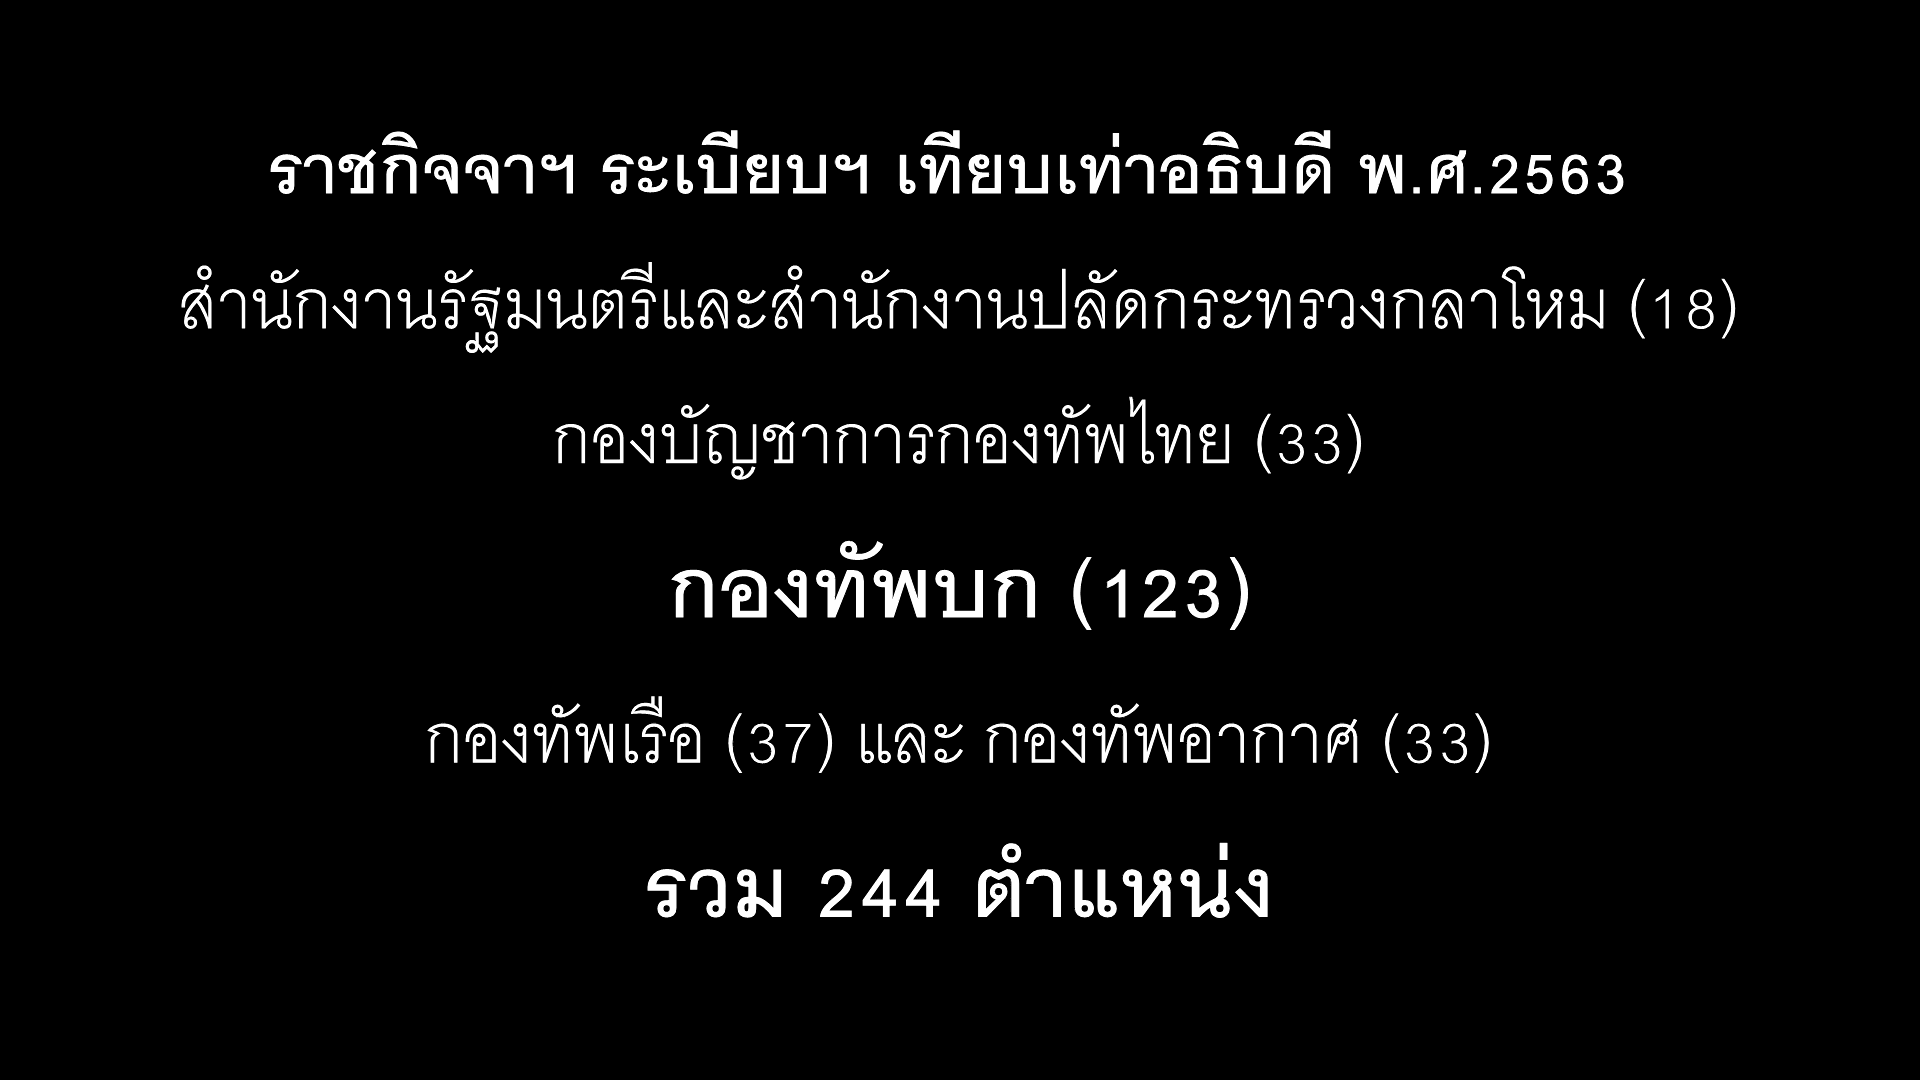 ราชกิจจาฯ ระเบียบฯ เทียบเท่าอธิบดี พ.ศ.2563
สำนักงานรัฐมนตรีและสำนักงานปลัดกระทรวงกลาโหม (18)
กองบัญชาการกองทัพไทย (33)
กองทัพบก (123)
กองทัพเรือ (37) และ กองทัพอากาศ (33)
รวม 244 ตำแหน่ง